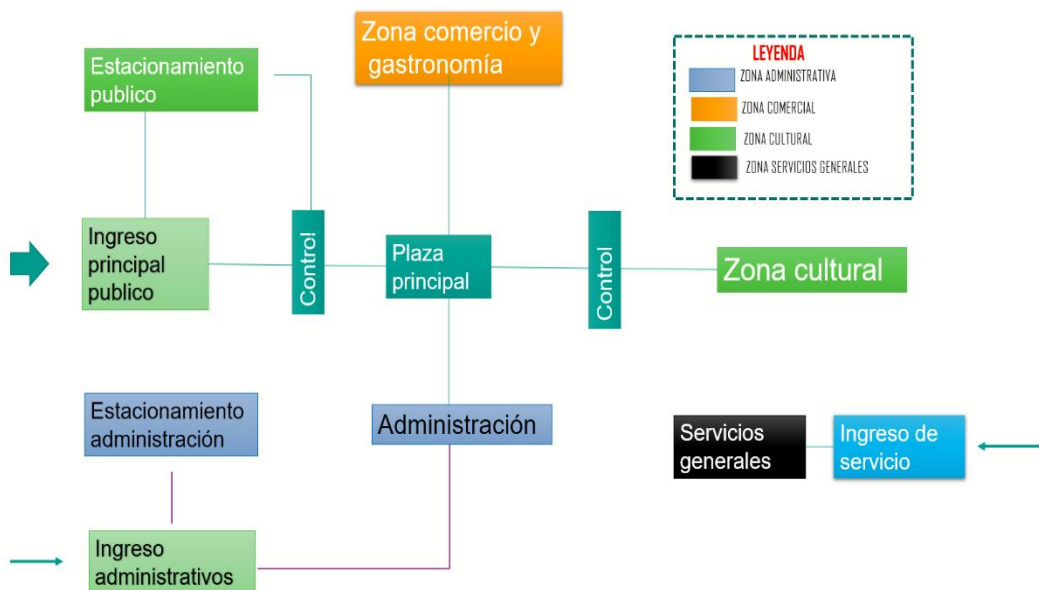 Zona comercio y
gastronomía
Estacionamiento
publico
LEYENDA
ZONA ADMINISTRATIVA
ZONA COMERCIAL
ZONA CULTURAL
ZONA SERVICIOS GENERALES
Ingreso
principal
publico
Control
Plaza
principal
Control
Zona cultural
Estacionamiento
administración
Administración
Servicios
generales
Ingreso de
servicio
Ingreso
administrativos